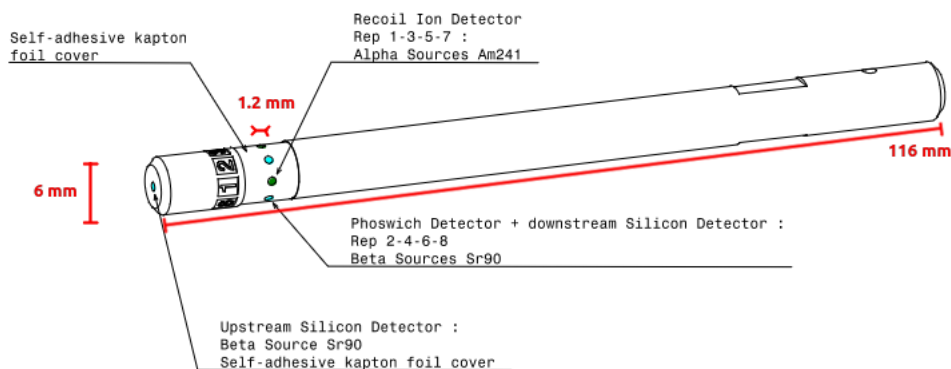 Recoil Ion Detector
Rep 1-3-5-7 :
Alpha Sources Am241
Self-adhesive kapton
foil cover
1.2 mm
116 mm
6 mm
1 2
Phoswich Detector + downstream Silicon Detector :
Rep 2-4-6-8
Beta Sources Sr90
Upstream Silicon Detector :
Beta Source Sr90
Self-adhesive kapton foil cover